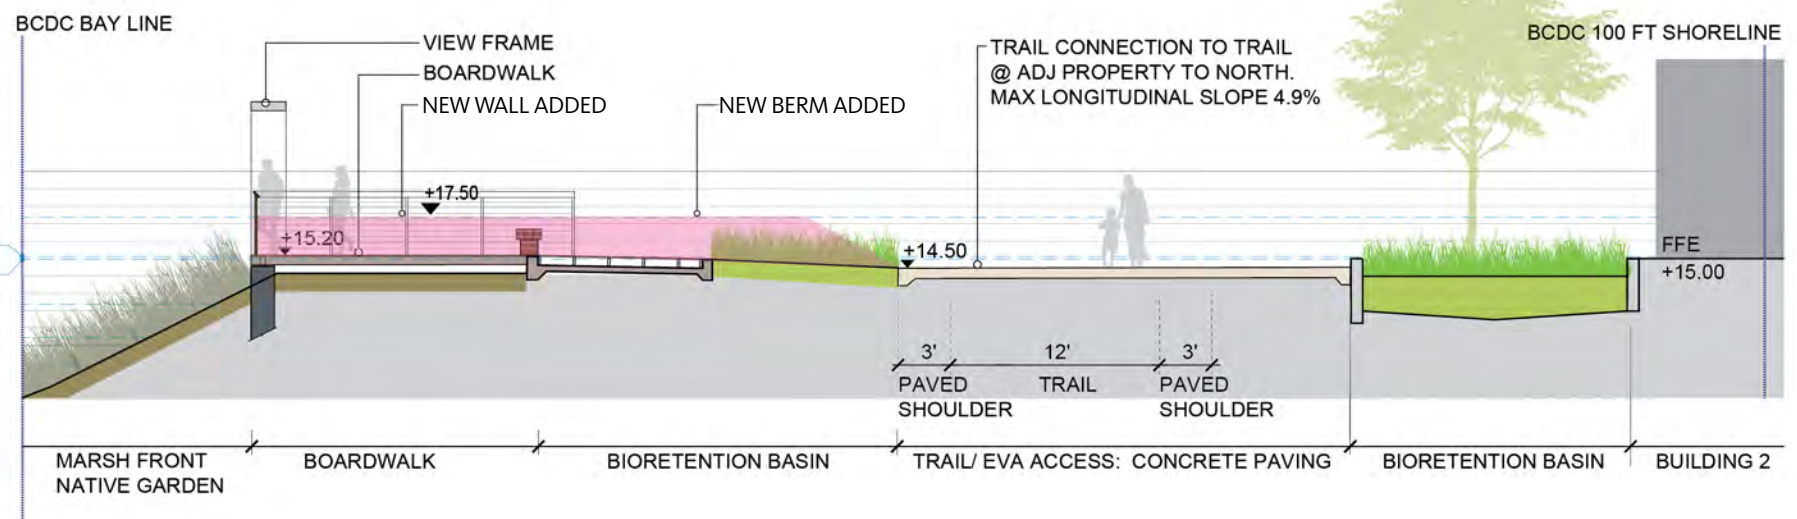 BCDC BAY LINE
VIEW FRAME
BOARDWALK
NEW WALL ADDED
NEW BERM ADDED
TRAIL CONNECTION TO TRAIL
@ ADJ PROPERTY TO NORTH.
MAX LONGITUDINAL SLOPE 4.9%
BCDC 100 FT SHORELINE
+17.50
+15.20
+14.50
FFE
+15.00
3'
12'
3'
PAVED
SHOULDER
TRAIL
PAVED
SHOULDER
MARSH FRONT
NATIVE GARDEN
BOARDWALK
BIORETENTION BASIN
TRAIL/ EVA ACCESS: CONCRETE PAVING
BIORETENTION BASIN
BUILDING 2